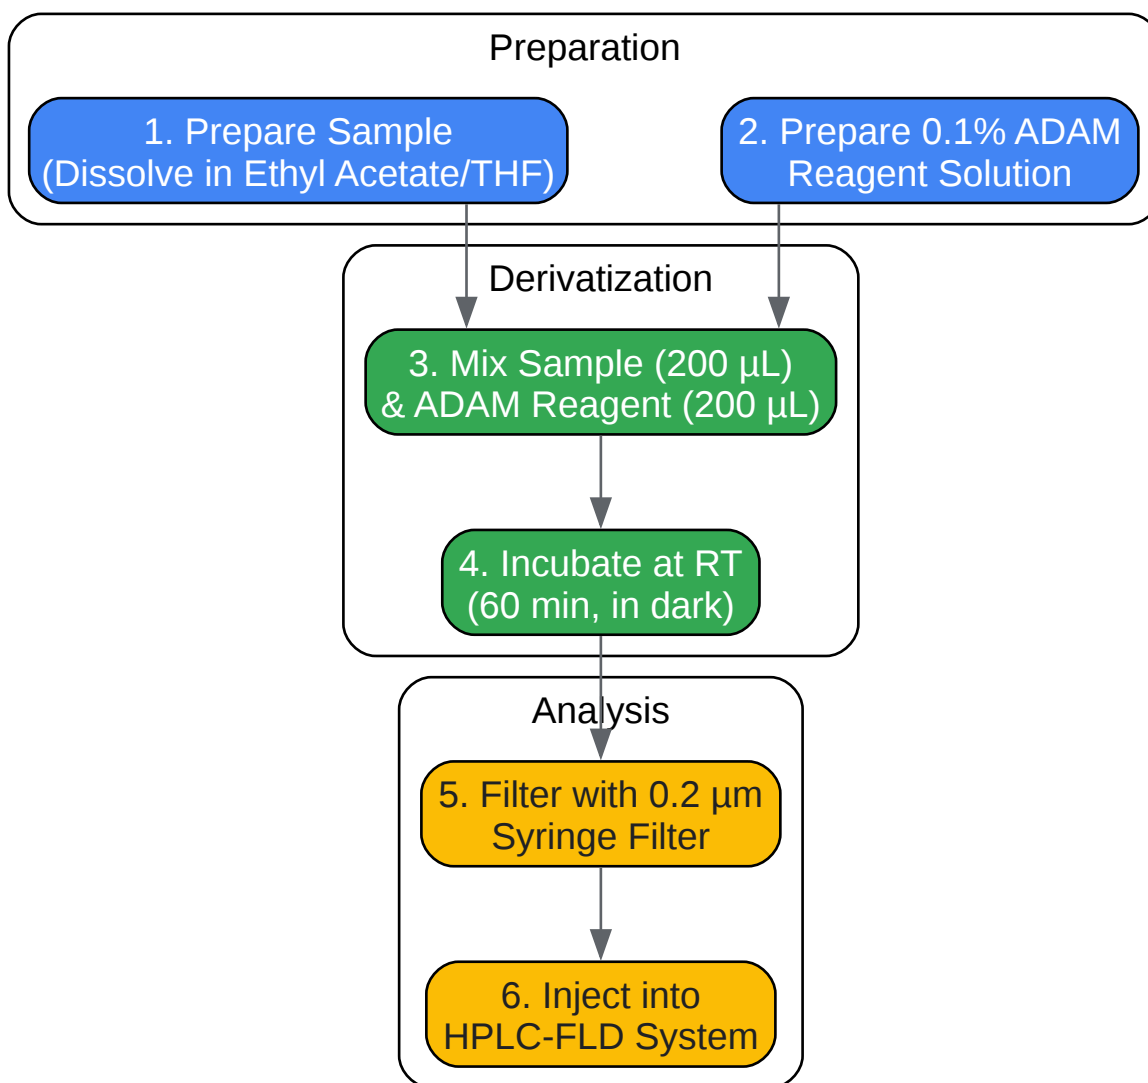 Preparation
1. Prepare Sample
(Dissolve in Ethyl Acetate/THF)
2. Prepare 0.1% ADAM
Reagent Solution
Derivatization
3. Mix Sample (200 µL)
& ADAM Reagent (200 µL)
4. Incubate at RT
(60 min, in dark)
Analysis
5. Filter with 0.2 µm
Syringe Filter
6. Inject into
HPLC-FLD System